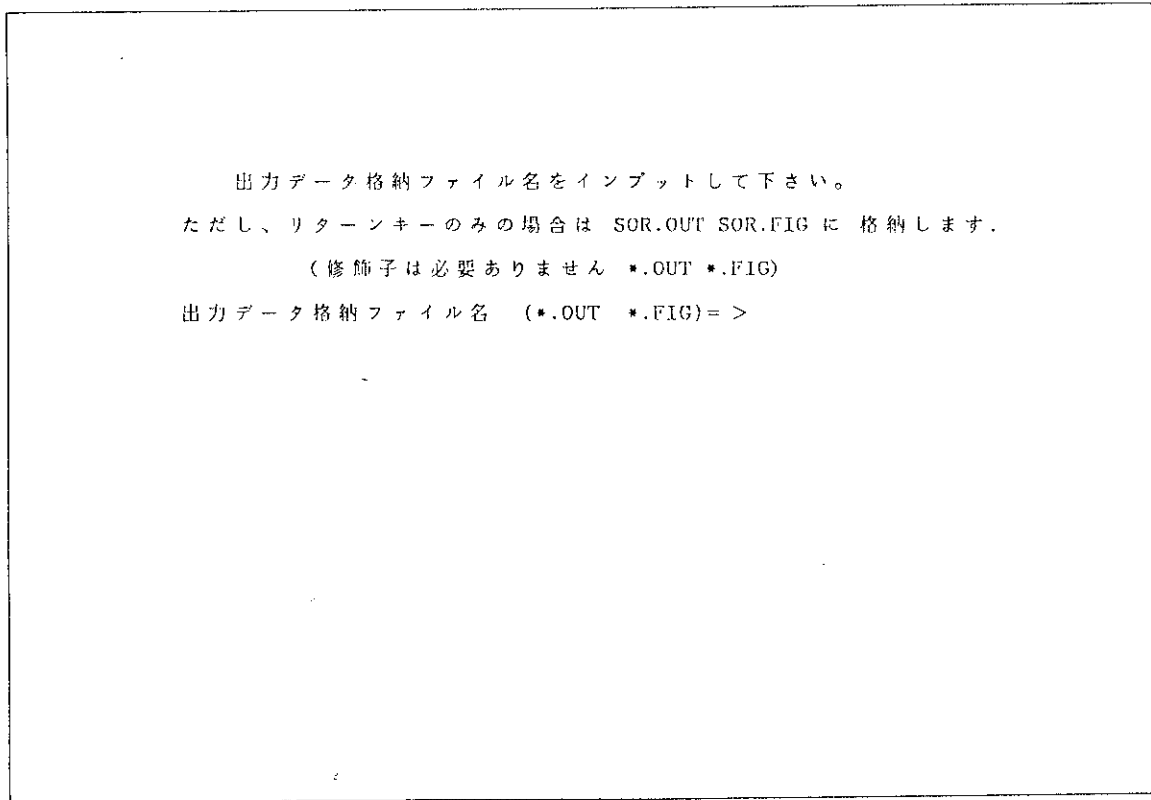 出力データ格納ファイル名をインプットして下さい。
ただし、リターンキーのみの場合は SOR.OUT SOR.FIG に 格納します.
(修飾子は必要ありません *.OUT *.FIG)
出力データ格納ファイル名 (*.OUT *.FIG)= >